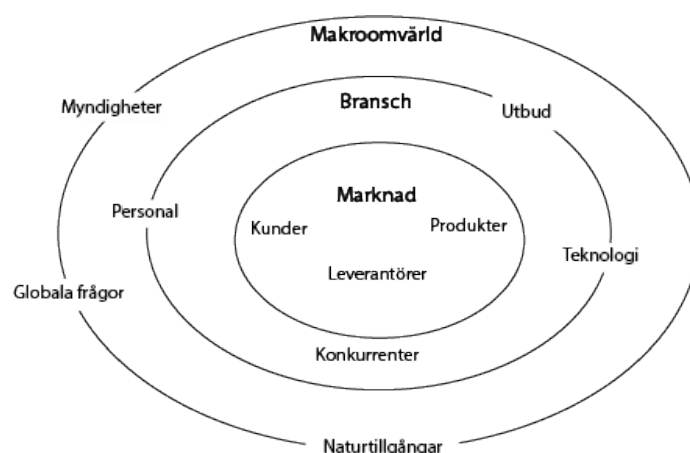 Makroomvärld
Myndigheter
Bransch
Utbud
Marknad
Personal
Kunder
Produkter
Teknologi
Leverantörer
Globala frågor
Konkurrenter
Naturtillgångar